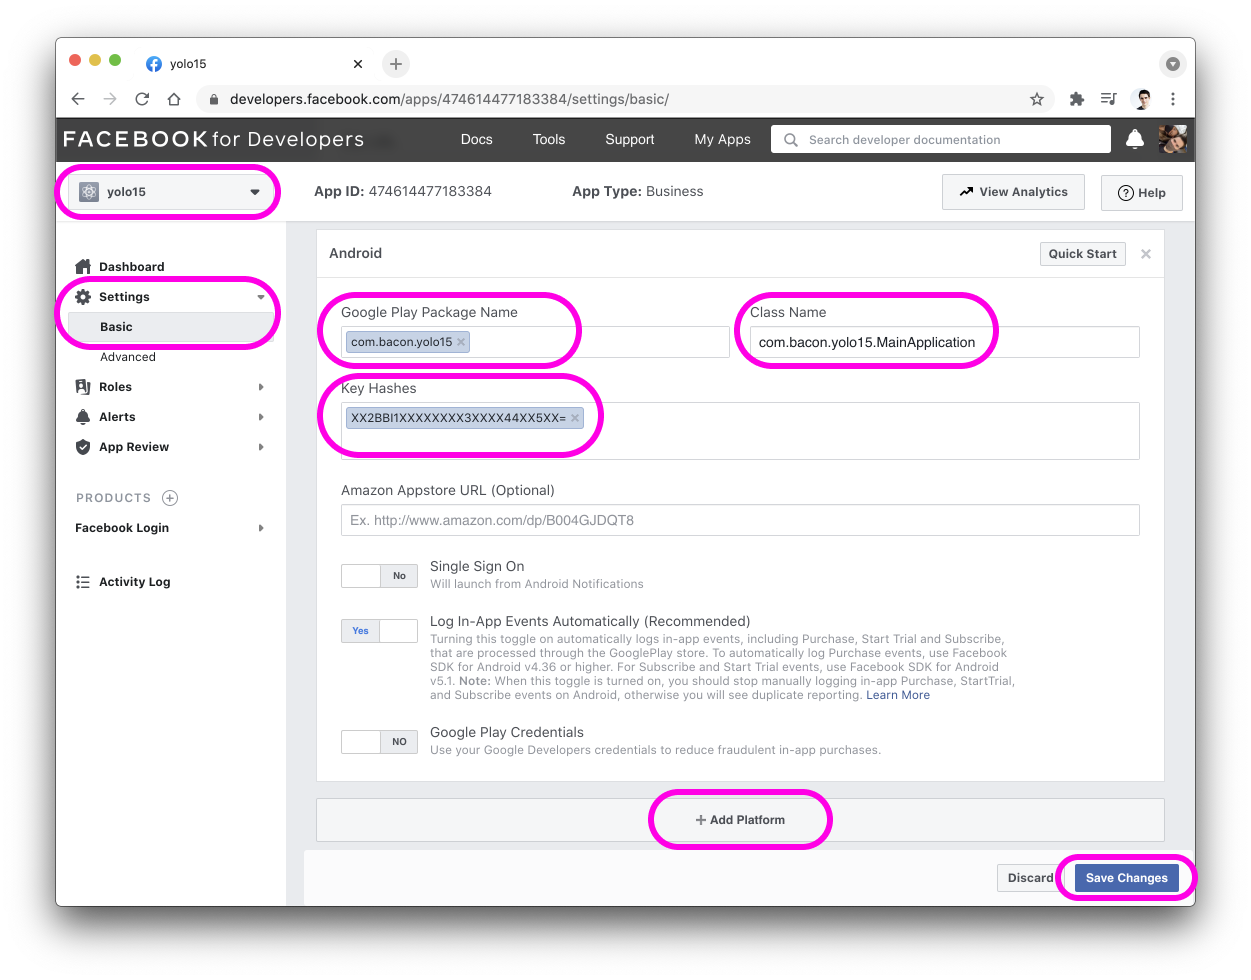 yolo15
developers.facebook.com/apps/474614477183384/settings/basic/
FACEBOOK for Developers
Docs
Tools
Support
My Apps
Search developer documentation
yolo15
App ID: 474614477183384
App Type: Business
View Analytics
Help
Dashboard
Settings
Basic
Advanced
Roles
Alerts
App Review
PRODUCTS
Facebook Login
Activity Log
Android
Quick Start
Google Play Package Name
com.bacon.yolo15
Class Name
com.bacon.yolo15.MainApplication
Key Hashes
XX2BBI1XXXXXXXX3XXXX44XX5XX=
Amazon Appstore URL (Optional)
Ex. http://www.amazon.com/dp/B004GJDQT8
No
Single Sign On
Will launch from Android Notifications
Yes
Log In-App Events Automatically (Recommended)
Turning this toggle on automatically logs in-app events, including Purchase, Start Trial and Subscribe,
that are processed through the GooglePlay store. To automatically log Purchase events, use Facebook
SDK for Android v4.36 or higher. For Subscribe and Start Trial events, use Facebook SDK for Android
v5.1. Note: When this toggle is turned on, you should stop manually logging in-app Purchase, StartTrial,
and Subscribe events on Android, otherwise you will see duplicate reporting. Learn More
NO
Google Play Credentials
Use your Google Developers credentials to reduce fraudulent in-app purchases.
+ Add Platform
Discard
Save Changes